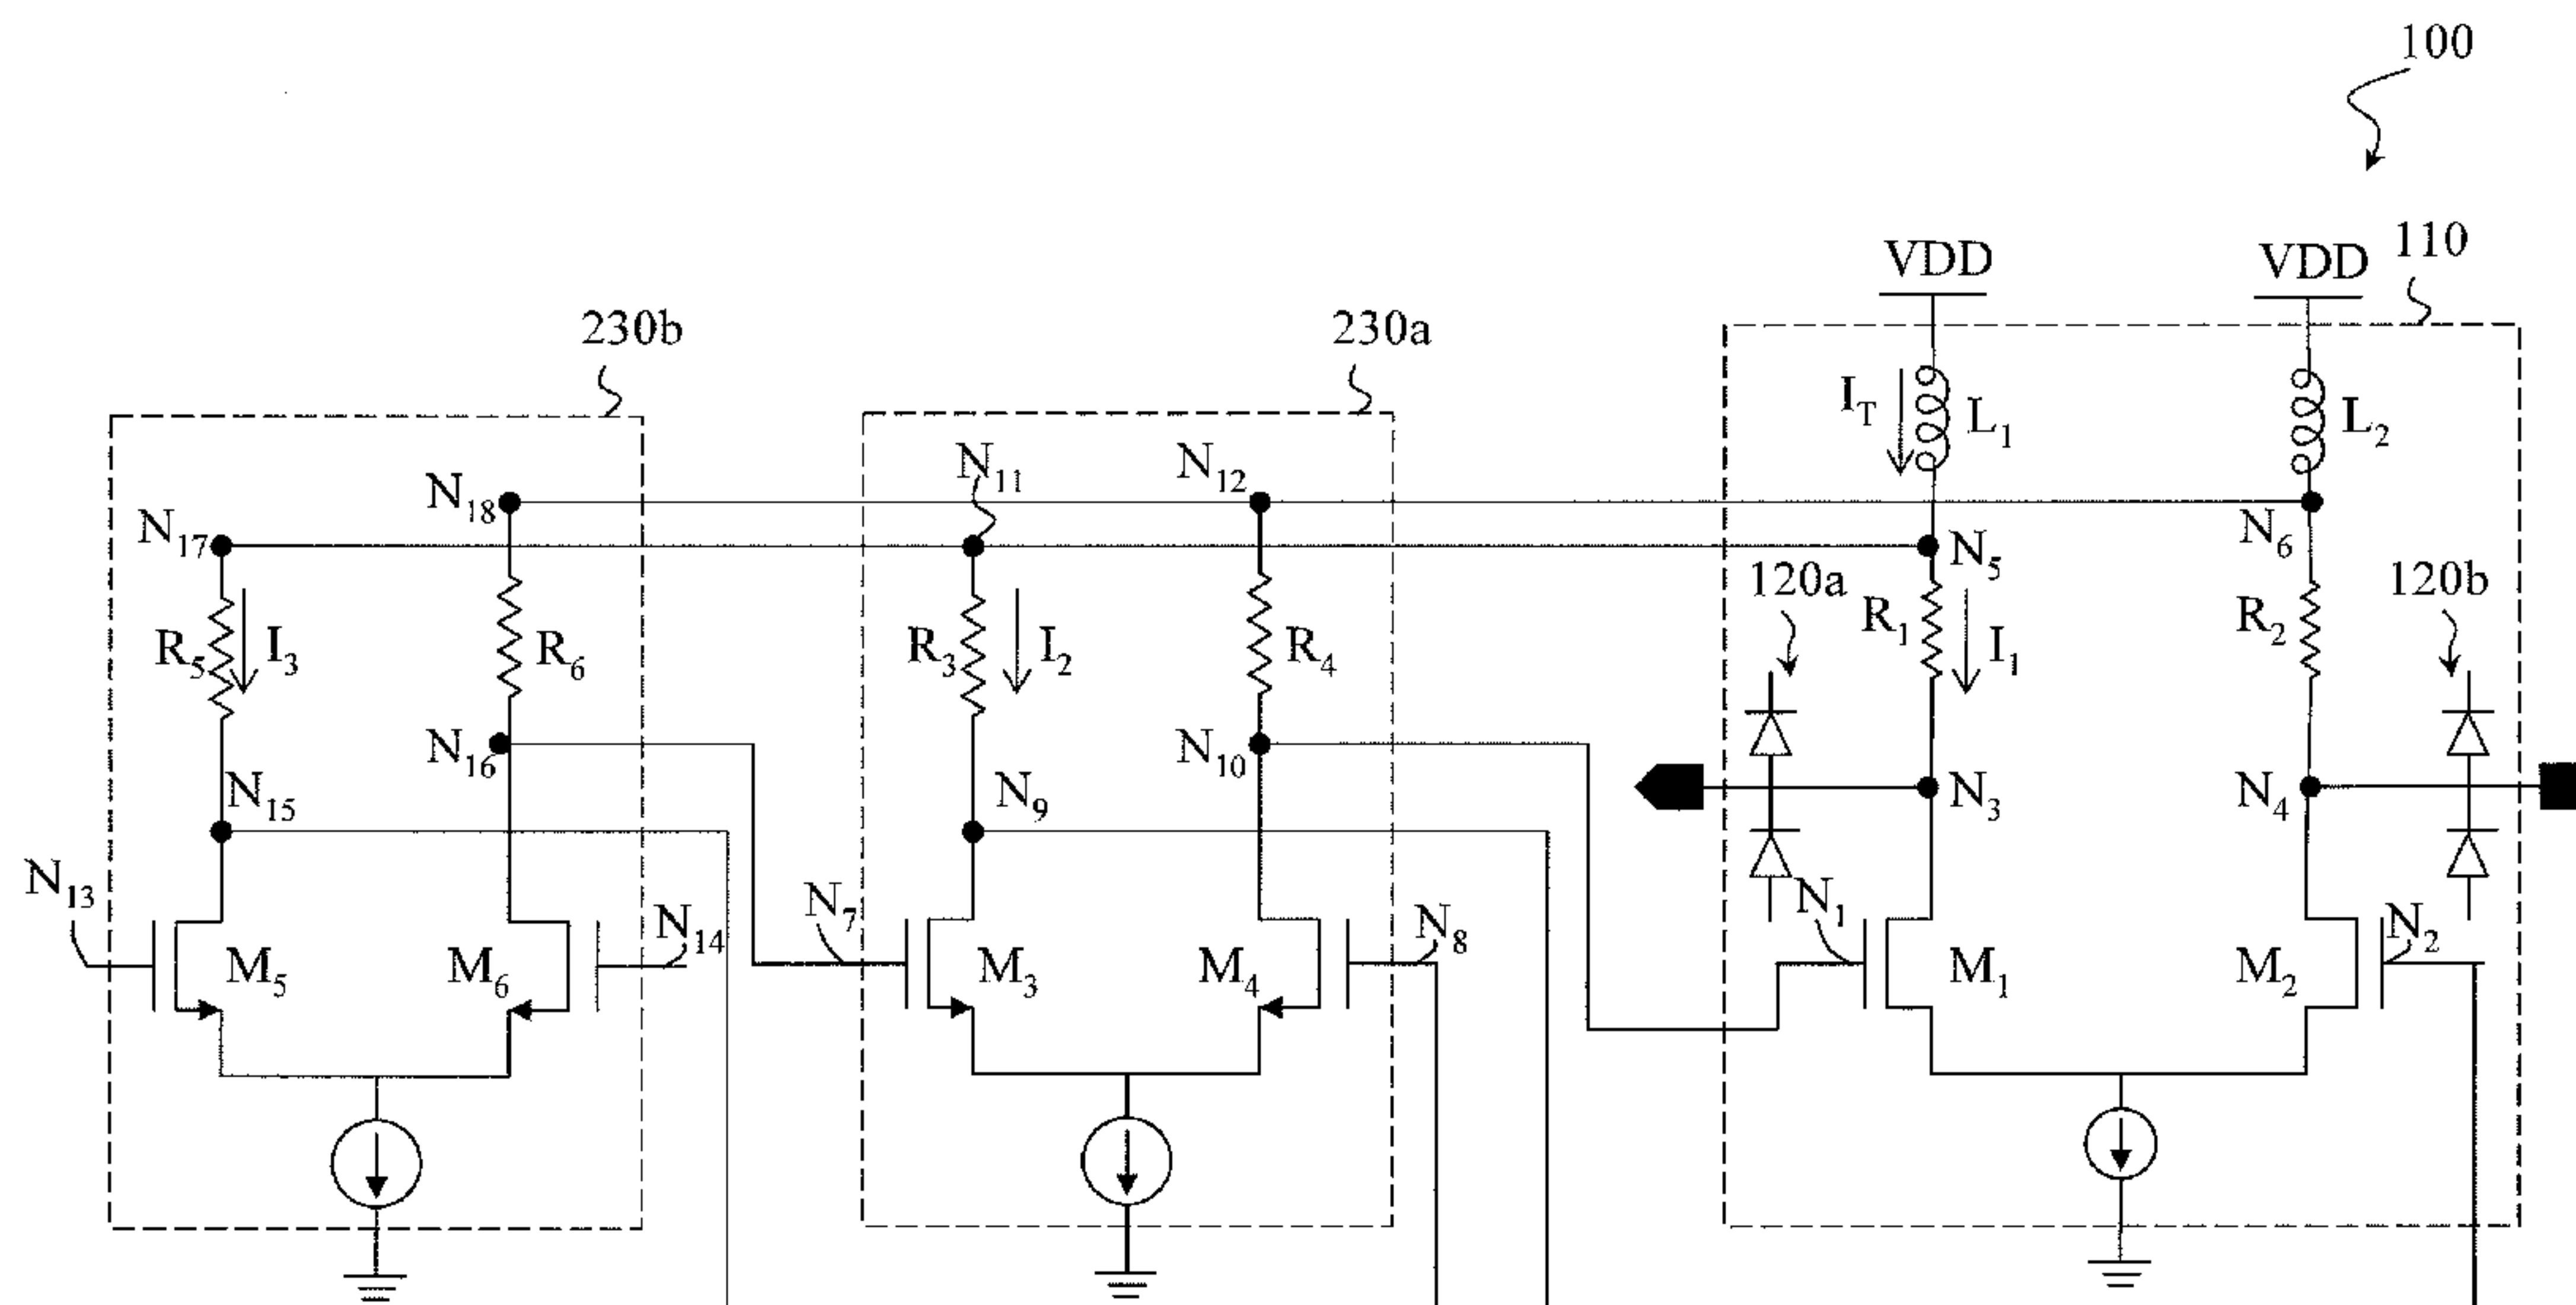 100
110
VDD
VDD
230b
230a
I_T
L_1
L_2
N_11
N_12
N_18
N_17
N_6
N_5
120a
120b
R_5
I_3
R_6
R_3
I_2
R_4
R_1
I_1
R_2
N_16
N_10
N_15
N_9
N_3
N_4
N_13
N_14
N_7
N_8
N_1
N_2
M_5
M_6
M_3
M_4
M_1
M_2